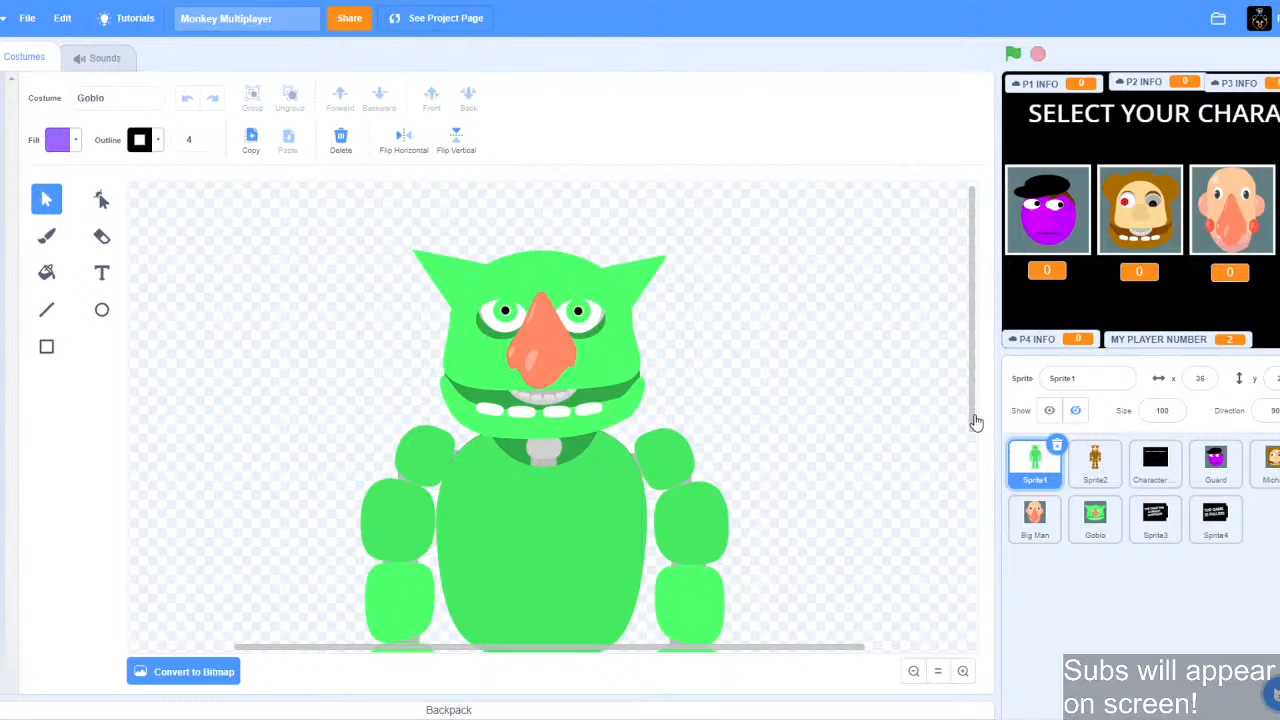 File Edit Tutorials Monkey Multiplayer Share See Project Page
Costumes Sounds
Costume Goblo Group Ungroup Forward Backward Front Back
Fill Outline 4 Copy Paste Delete Flip Horizontal Flip Vertical
Convert to Bitmap
Backpack
P1 INFO 0 P2 INFO 0 P3 INFO
SELECT YOUR CHARA
0 0 0
P4 INFO 0 MY PLAYER NUMBER 2
Sprite Sprite1 x 36 y
Show Size 100 Direction 90
Sprite1 Sprite2 Character ... Guard Mich
Big Man Goblo Sprite3 Sprite4
Subs will appear
on screen!